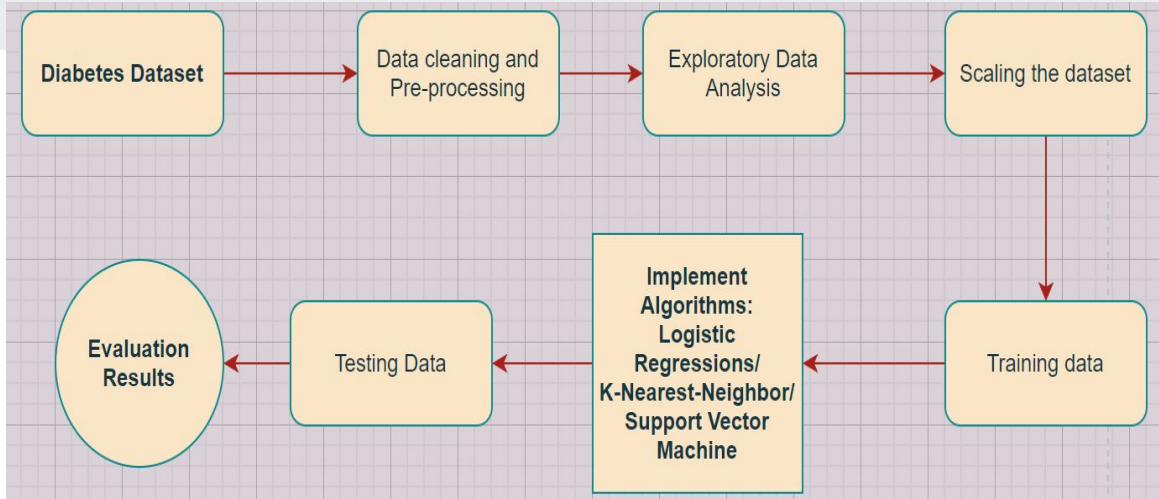 Diabetes Dataset
Data cleaning and
Pre-processing
Exploratory Data
Analysis
Scaling the dataset
Training data
Implement
Algorithms:
Logistic
Regressions/
K-Nearest-Neighbor/
Support Vector
Machine
Testing Data
Evaluation
Results